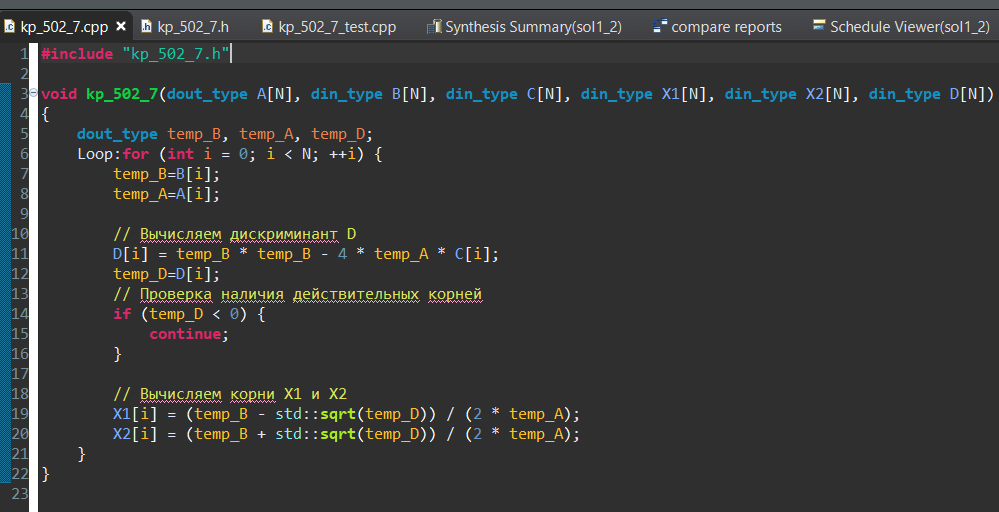 kp_502_7.cpp kp_502_7.h kp_502_7_test.cpp Synthesis Summary(sol1_2) compare reports Schedule Viewer(sol1_2)
1 #include "kp_502_7.h"
2
3 void kp_502_7(dout_type A[N], din_type B[N], din_type C[N], din_type X1[N], din_type X2[N], din_type D[N])
4 {
5     dout_type temp_B, temp_A, temp_D;
6     Loop:for (int i = 0; i < N; ++i) {
7         temp_B=B[i];
8         temp_A=A[i];
9
10         // Вычисляем дискриминант D
11         D[i] = temp_B * temp_B - 4 * temp_A * C[i];
12         temp_D=D[i];
13         // Проверка наличия действительных корней
14         if (temp_D < 0) {
15             continue;
16         }
17
18         // Вычисляем корни X1 и X2
19         X1[i] = (temp_B - std::sqrt(temp_D)) / (2 * temp_A);
20         X2[i] = (temp_B + std::sqrt(temp_D)) / (2 * temp_A);
21     }
22 }
23